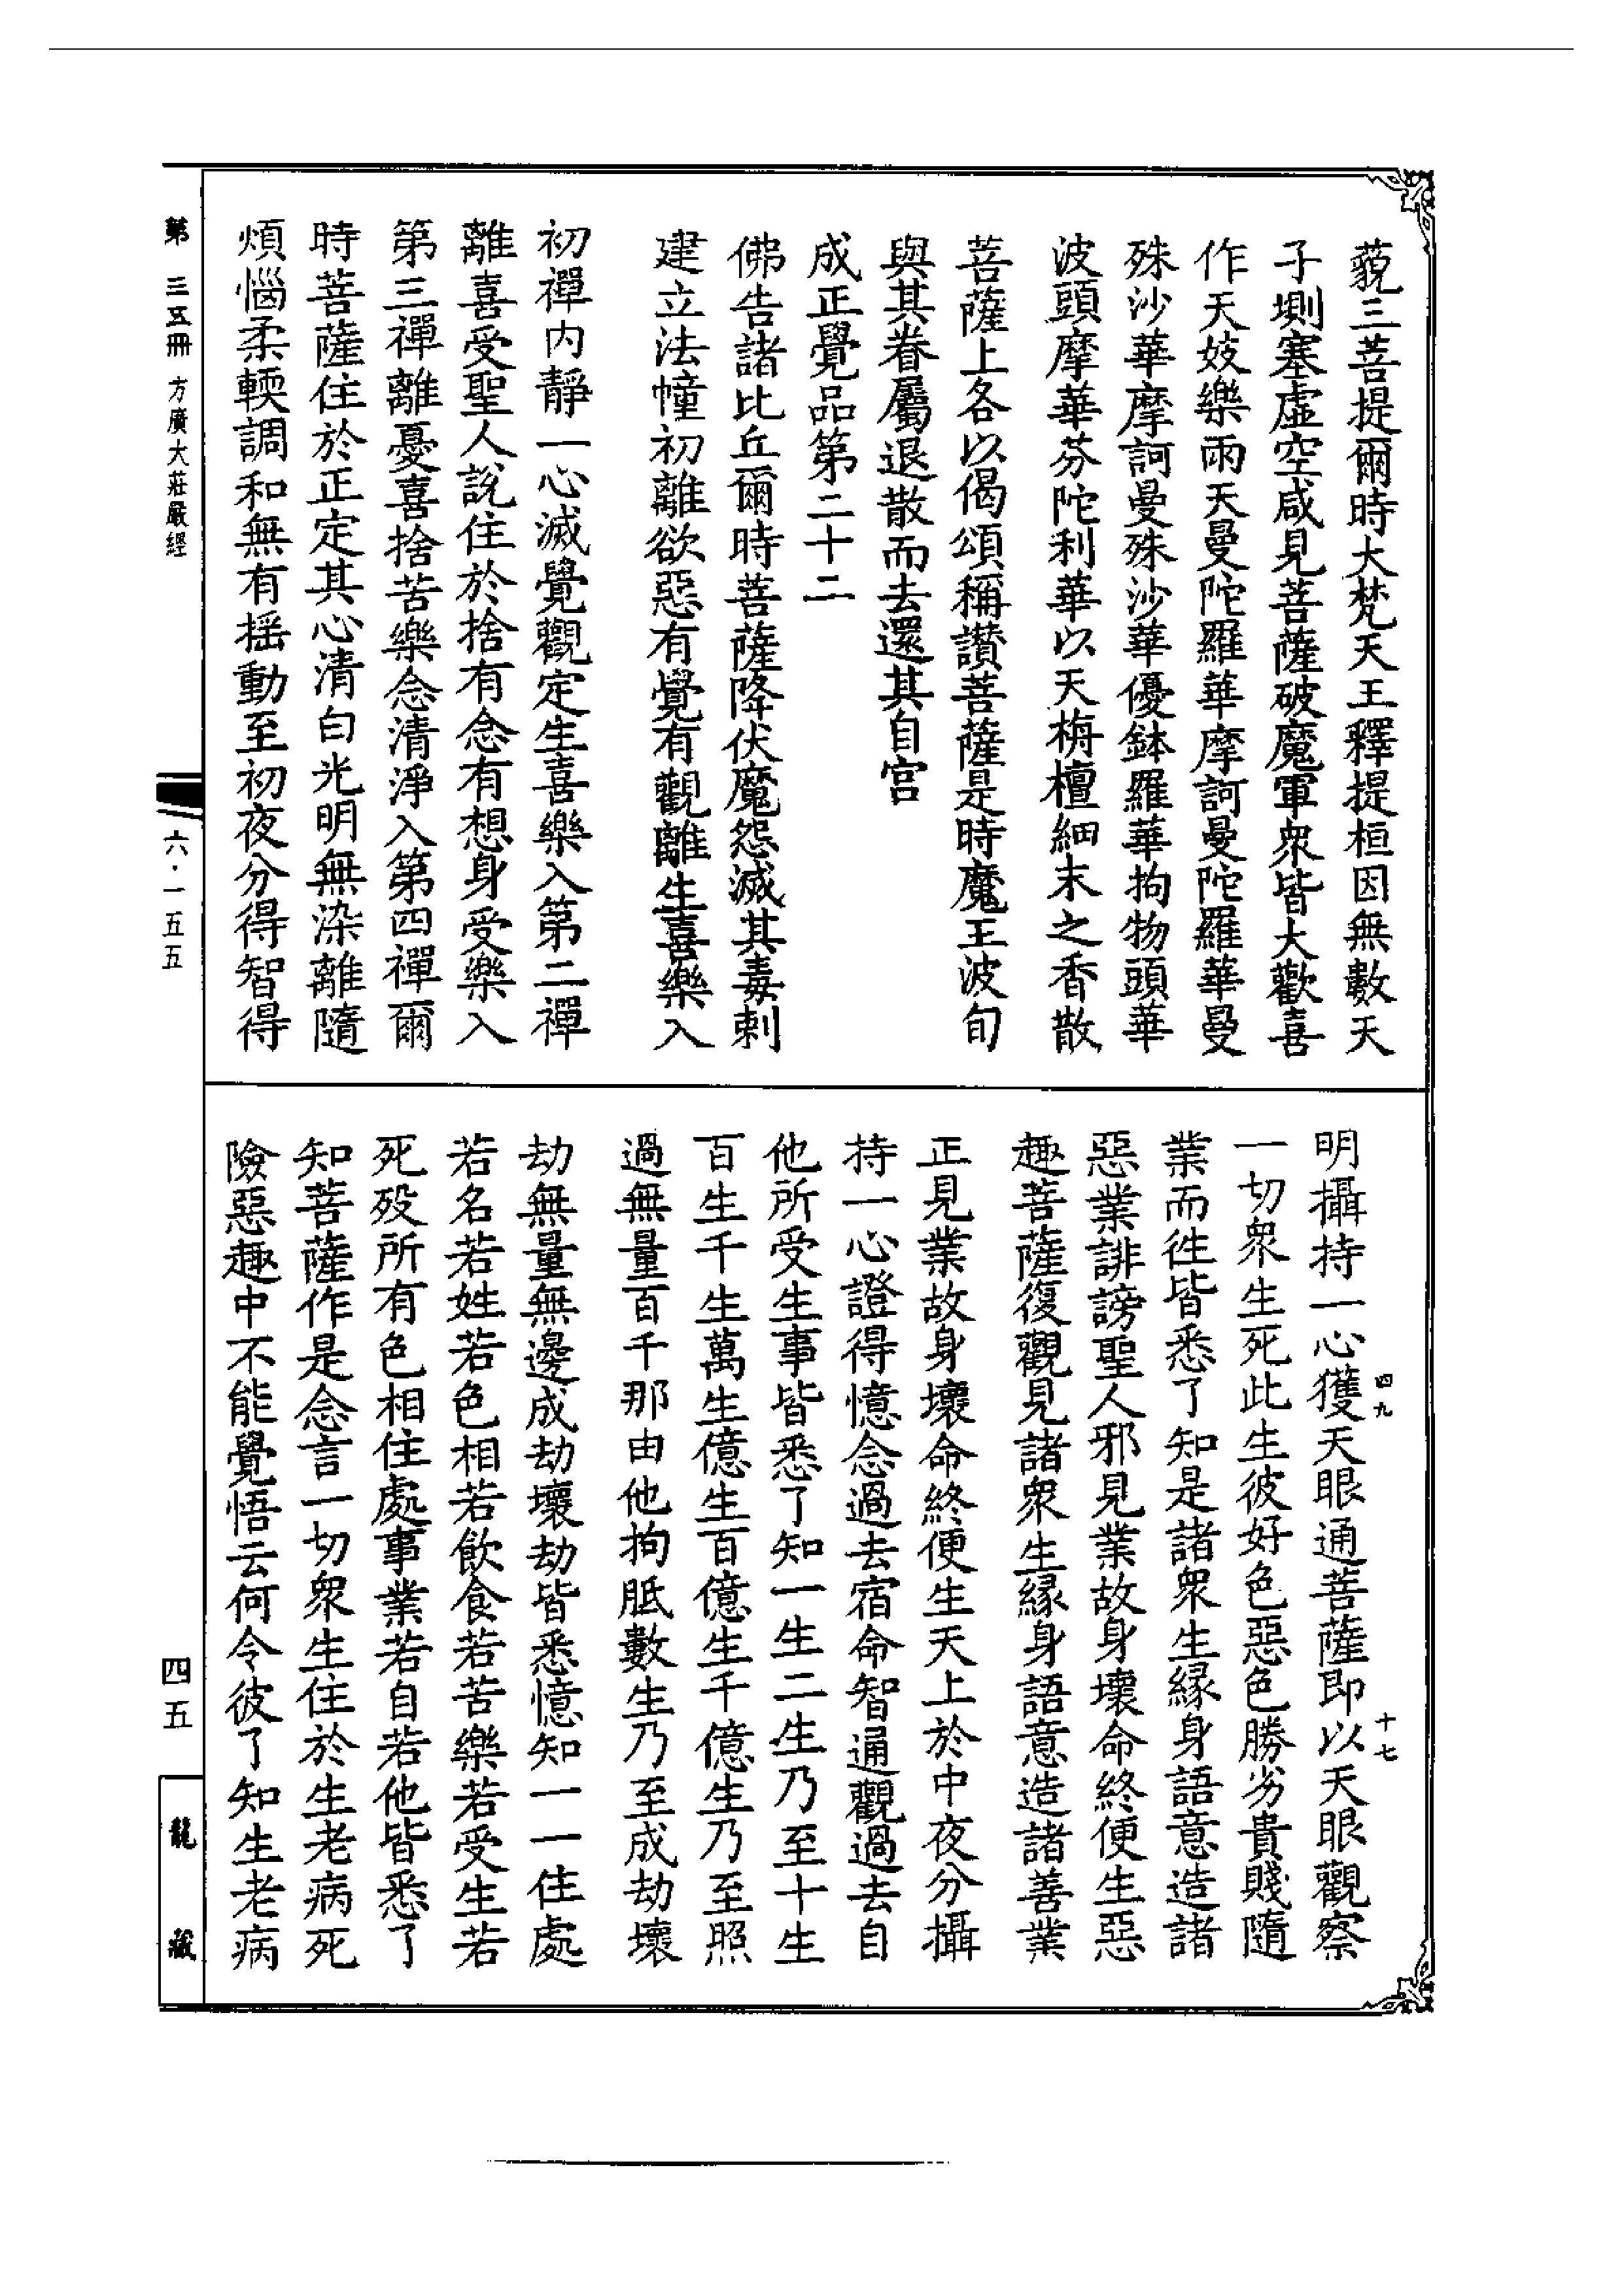 藐三菩提爾時大梵天王釋提桓因無數天
子㘽塞虛空咸見菩薩破魔軍衆皆大歡喜
作天妓樂雨天曼陀羅華摩訶曼陀羅華曼
殊沙華摩訶曼殊沙華優鉢羅華拘物頭華
波頭摩華芬陀利華以天栴檀細末之香散
菩薩上各以偈頌稱讃菩薩是時魔王波旬
與其眷屬退散而去還其自宮
成正覺品第二十二
佛告諸比丘爾時菩薩降伏魔怨滅其毒刺
建立法幢初離欲惡有覺有觀離生喜樂入
初禪内靜一心滅覺觀定生喜樂入第二禪
離喜受聖人說住於捨有念有想身受樂入
第三禪離憂喜捨苦樂念清淨入第四禪爾
時菩薩住於正定其心清白光明無染離隨
煩惱柔輭調和無有搖動至初夜分得智得
明攝持一心獲天眼通菩薩即以天眼觀察
一切衆生死此生彼好色惡色勝劣貴賤隨
業而徃皆悉了知是諸衆生緣身語意造諸
惡業誹謗聖人邪見業故身壞命終便生惡
趣菩薩復觀見諸衆生緣身語意造諸善業
正見業故身壞命終便生天上於中夜分攝
持一心證得憶念過去宿命智通觀過去自
他所受生事皆悉了知一生二生乃至十生
百生千生萬生億生百億生千億生乃至照
過無量百千那由他拘胝數生乃至成劫壞
劫無量無邊成劫壞劫皆悉憶知一一住處
若名若姓若色相若飲食若苦樂若受生若
死歿所有色相住處事業若自若他皆悉了
知菩薩作是念言一切衆生住於生老病死
險惡趣中不能覺悟云何令彼了知生老病
四九
十七
第三五冊 方廣大莊嚴經
六·一五五
四五
龍藏